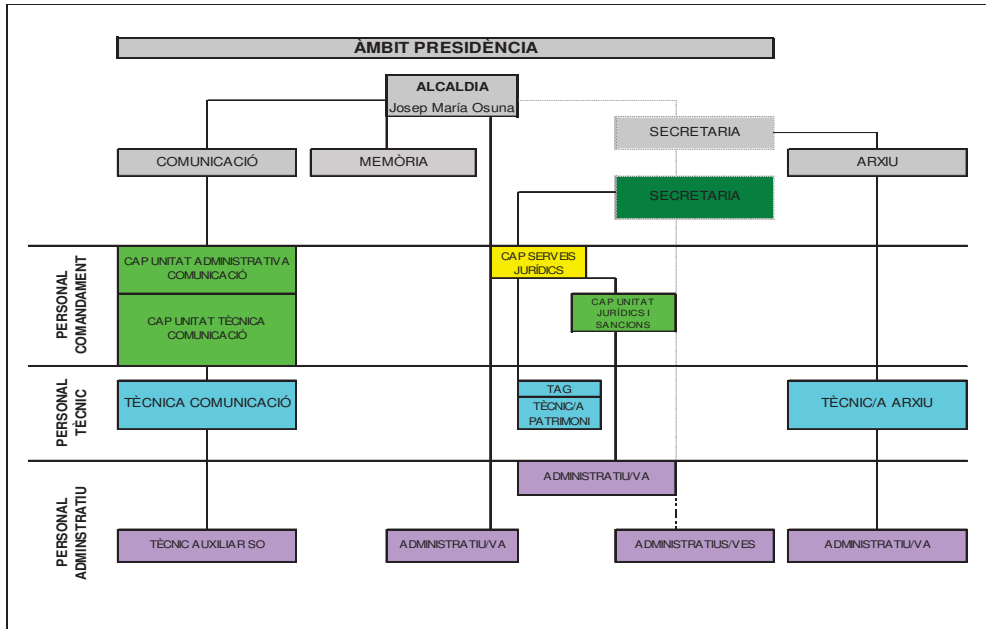 ÀMBIT PRESIDÈNCIA
ALCALDIA
Josep María Osuna
SECRETARIA
COMUNICACIÓ
MEMÒRIA
ARXIU
SECRETARIA
PERSONAL
COMANDAMENT
CAP UNITAT ADMINISTRATIVA
COMUNICACIÓ
CAP SERVEIS
JURÍDICS
CAP UNITAT TÈCNICA
COMUNICACIÓ
CAP UNITAT
JURÍDICS I
SANCIONS
PERSONAL
TÈCNIC
TÈCNICA COMUNICACIÓ
TAG
TÈCNIC/A
PATRIMONI
TÈCNIC/A ARXIU
PERSONAL
ADMINSTRATIU
ADMINISTRATIU/VA
TÈCNIC AUXILIAR SO
ADMINISTRATIU/VA
ADMINISTRATIUS/VES
ADMINISTRATIU/VA